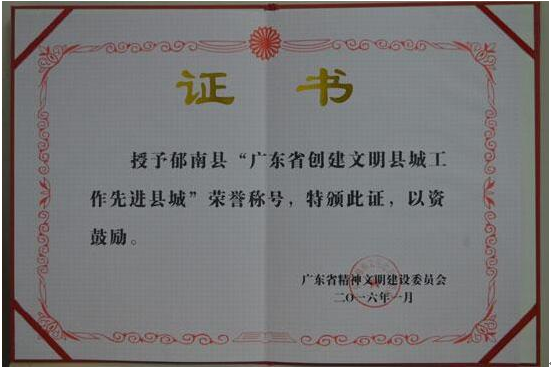 证书
授予郁南县“广东省创建文明县城工
作先进县城”荣誉称号，特颁此证，以资
鼓励。
广东省精神文明建设委员会
二〇一六年一月